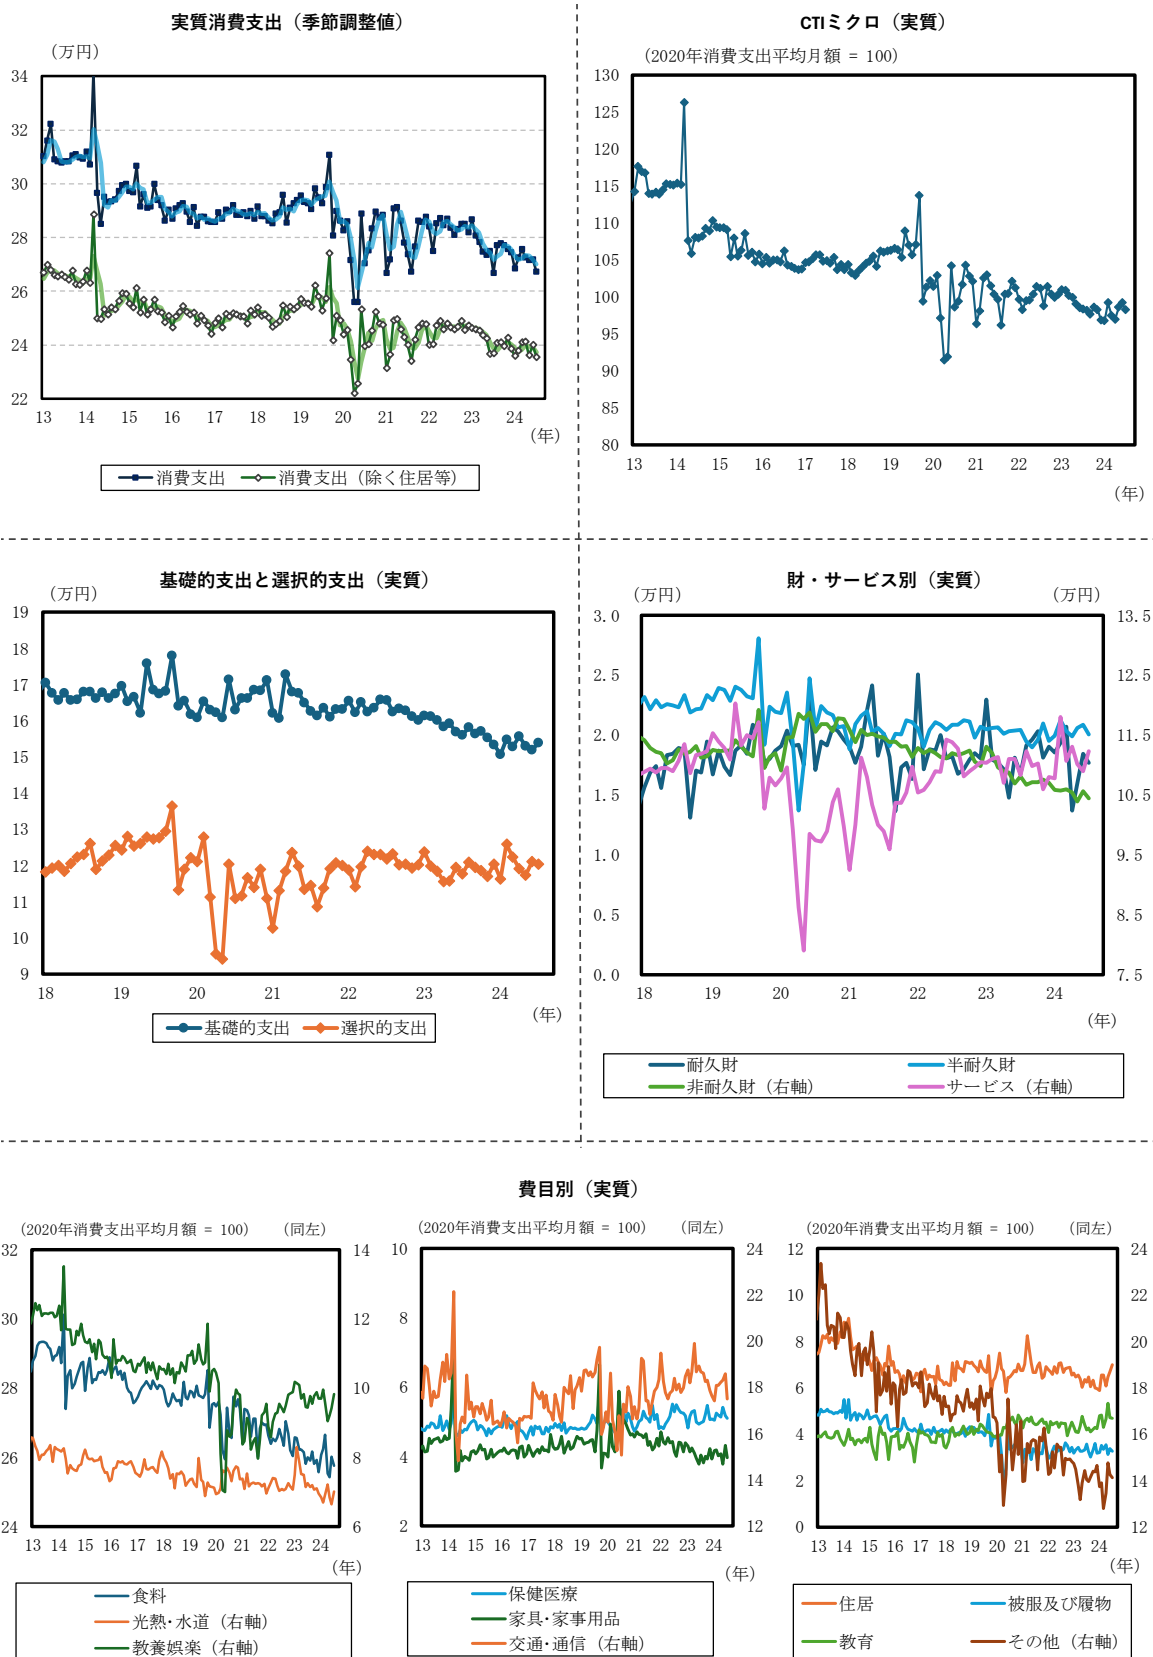 実質消費支出（季節調整値）
（万円）
34
32
30
28
26
24
22
13 14 15 16 17 18 19 20 21 22 23 24
（年）
消費支出 消費支出（除く住居等）
CTIミクロ（実質）
（2020年消費支出平均月額 = 100）
130
125
120
115
110
105
100
95
90
85
80
13 14 15 16 17 18 19 20 21 22 23 24
（年）
基礎的支出と選択的支出（実質）
（万円）
19
18
17
16
15
14
13
12
11
10
9
18 19 20 21 22 23 24
（年）
基礎的支出 選択的支出
財・サービス別（実質）
（万円） （万円）
3.0 13.5
2.5 12.5
2.0 11.5
1.5 10.5
1.0 9.5
0.5 8.5
0.0 7.5
18 19 20 21 22 23 24
（年）
耐久財 半耐久財
非耐久財（右軸） サービス（右軸）
費目別（実質）
（2020年消費支出平均月額 = 100） （同左）
32 14
30 12
28 10
26 8
24 6
13 14 15 16 17 18 19 20 21 22 23 24
（年）
食料
光熱･水道（右軸）
教養娯楽（右軸）
（2020年消費支出平均月額 = 100） （同左）
10 24
22
8 20
6 18
16
4 14
2 12
13 14 15 16 17 18 19 20 21 22 23 24
（年）
保健医療
家具･家事用品
交通･通信（右軸）
（2020年消費支出平均月額 = 100） （同左）
12 24
10 22
8 20
6 18
4 16
2 14
0 12
13 14 15 16 17 18 19 20 21 22 23 24
（年）
住居 被服及び履物
教育 その他（右軸）